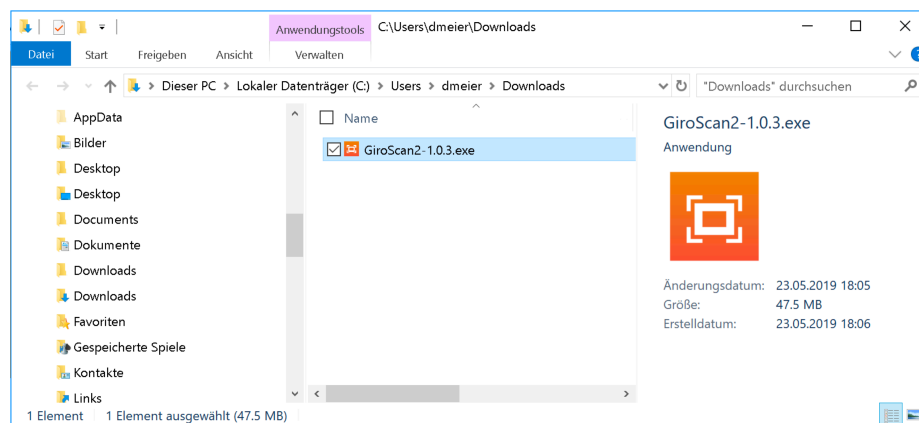 Anwendungstools C:\Users\dmeier\Downloads
Datei Start Freigeben Ansicht Verwalten
Dieser PC Lokaler Datenträger (C:) Users dmeier Downloads "Downloads" durchsuchen
AppData
Bilder
Desktop
Desktop
Documents
Dokumente
Downloads
Downloads
Favoriten
Gespeicherte Spiele
Kontakte
Links
Name
GiroScan2-1.0.3.exe
GiroScan2-1.0.3.exe
Anwendung
Änderungsdatum: 23.05.2019 18:05
Größe: 47.5 MB
Erstelldatum: 23.05.2019 18:06
1 Element 1 Element ausgewählt (47.5 MB)